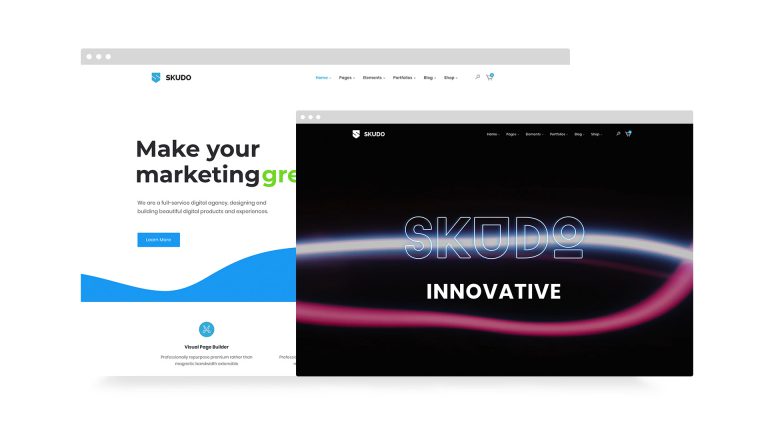 SKUDO
Home Pages Elements Portfolios Blog Shop
Make your
marketing gre
We are a full-service digital agency, designing and
building beautiful digital products and experiences.
Learn More
Visual Page Builder
Professionally repurpose premium rather than
magnetic bandwidth extensible
Profession
SKUDO
Home Pages Elements Portfolios Blog Shop
SKUDO
INNOVATIVE